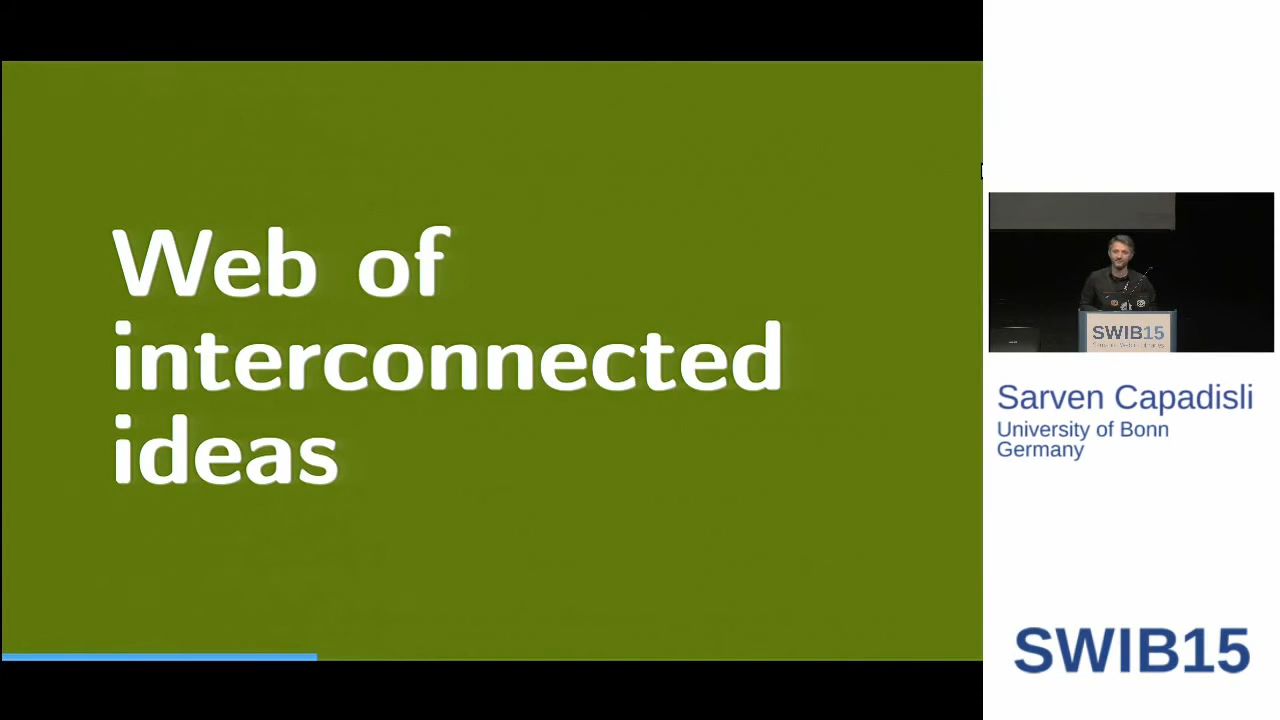 Web of
interconnected
ideas
SWIB15
Sarven Capadisli
University of Bonn
Germany
SWIB15